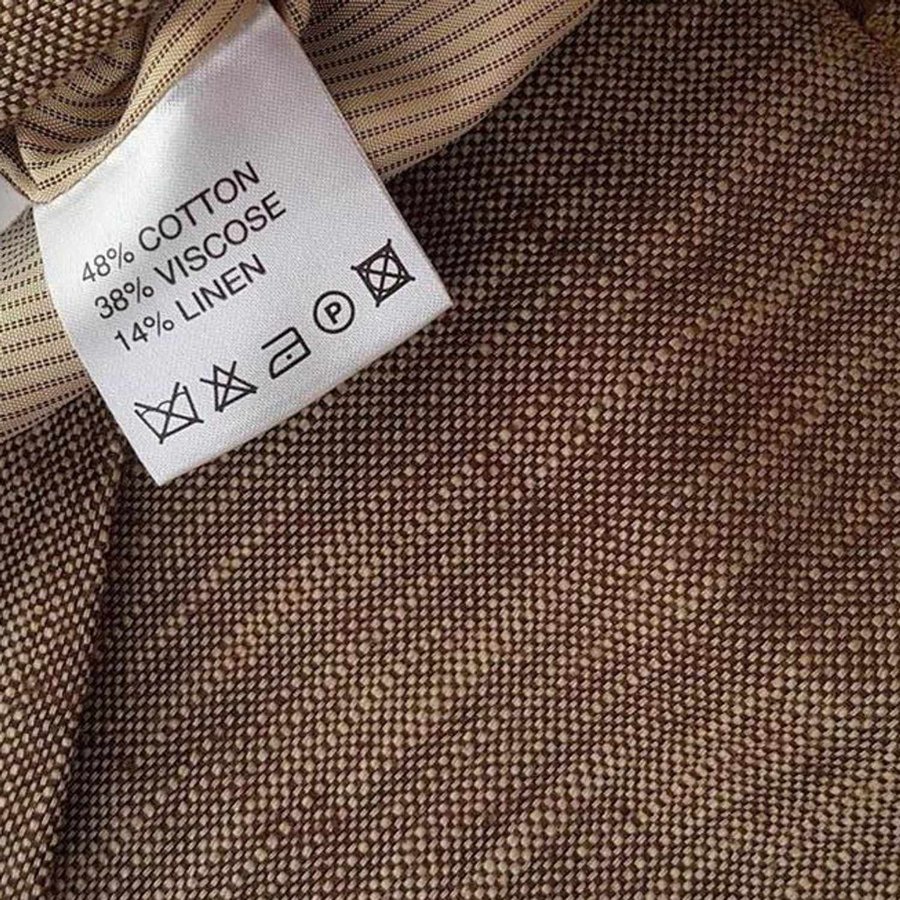 48% COTTON
38% VISCOSE
14% LINEN
P